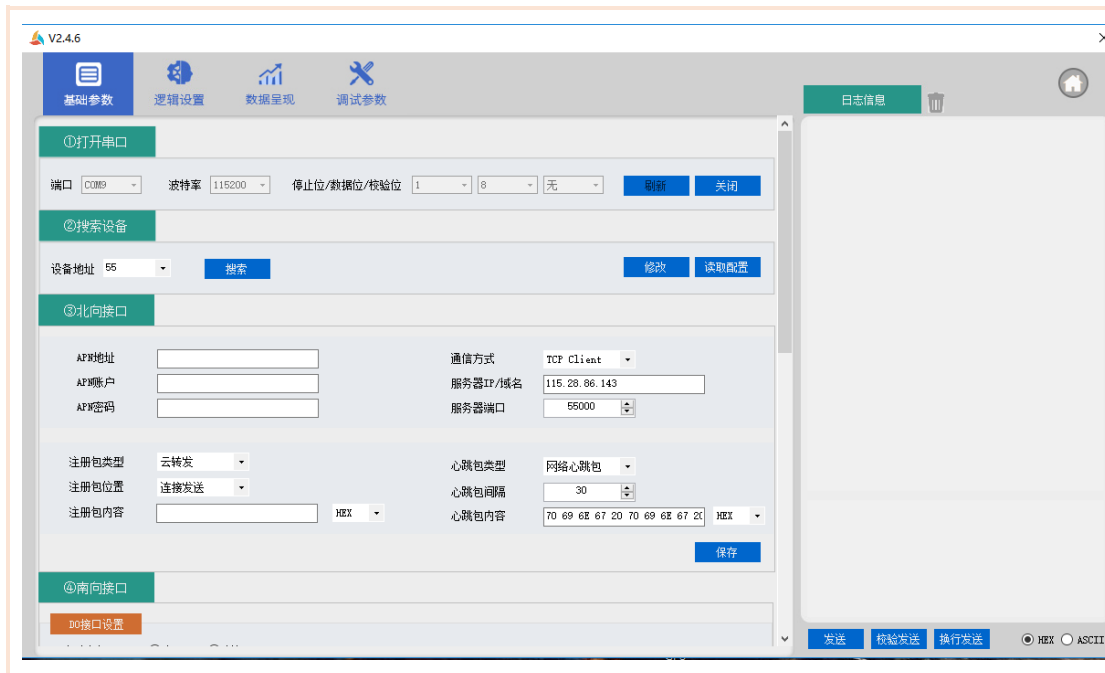 V2.4.6
基础参数 逻辑设置 数据呈现 调试参数
日志信息
①打开串口
端口 COM9 波特率 115200 停止位/数据位/校验位 1 8 无 刷新 关闭
②搜索设备
设备地址 55 搜索 修改 读取配置
③北向接口
APN地址 通信方式 TCP Client
APN账户 服务器IP/域名 115.28.86.143
APN密码 服务器端口 55000
注册包类型 云转发 心跳包类型 网络心跳包
注册包位置 连接发送 心跳包间隔 30
注册包内容 HEX 心跳包内容 70 69 6E 67 20 70 69 6E 67 20 HEX
保存
④南向接口
DO接口设置
发送 校验发送 换行发送 HEX ASCII